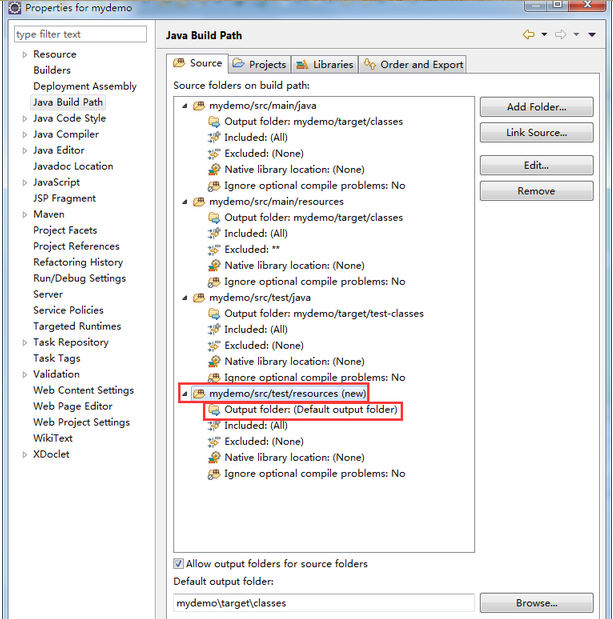 Properties for mydemo
type filter text
Resource
Builders
Deployment Assembly
Java Build Path
Java Code Style
Java Compiler
Java Editor
Javadoc Location
JavaScript
JSP Fragment
Maven
Project Facets
Project References
Refactoring History
Run/Debug Settings
Server
Service Policies
Targeted Runtimes
Task Repository
Task Tags
Validation
Web Content Settings
Web Page Editor
Web Project Settings
WikiText
XDoclet
Java Build Path
Source
Projects
Libraries
Order and Export
Source folders on build path:
mydemo/src/main/java
Output folder: mydemo/target/classes
Included: (All)
Excluded: (None)
Native library location: (None)
Ignore optional compile problems: No
mydemo/src/main/resources
Output folder: mydemo/target/classes
Included: (All)
Excluded: **
Native library location: (None)
Ignore optional compile problems: No
mydemo/src/test/java
Output folder: mydemo/target/test-classes
Included: (All)
Excluded: (None)
Native library location: (None)
Ignore optional compile problems: No
mydemo/src/test/resources (new)
Output folder: (Default output folder)
Included: (All)
Excluded: (None)
Native library location: (None)
Ignore optional compile problems: No
Add Folder...
Link Source...
Edit...
Remove
Allow output folders for source folders
Default output folder:
mydemo\target\classes
Browse...